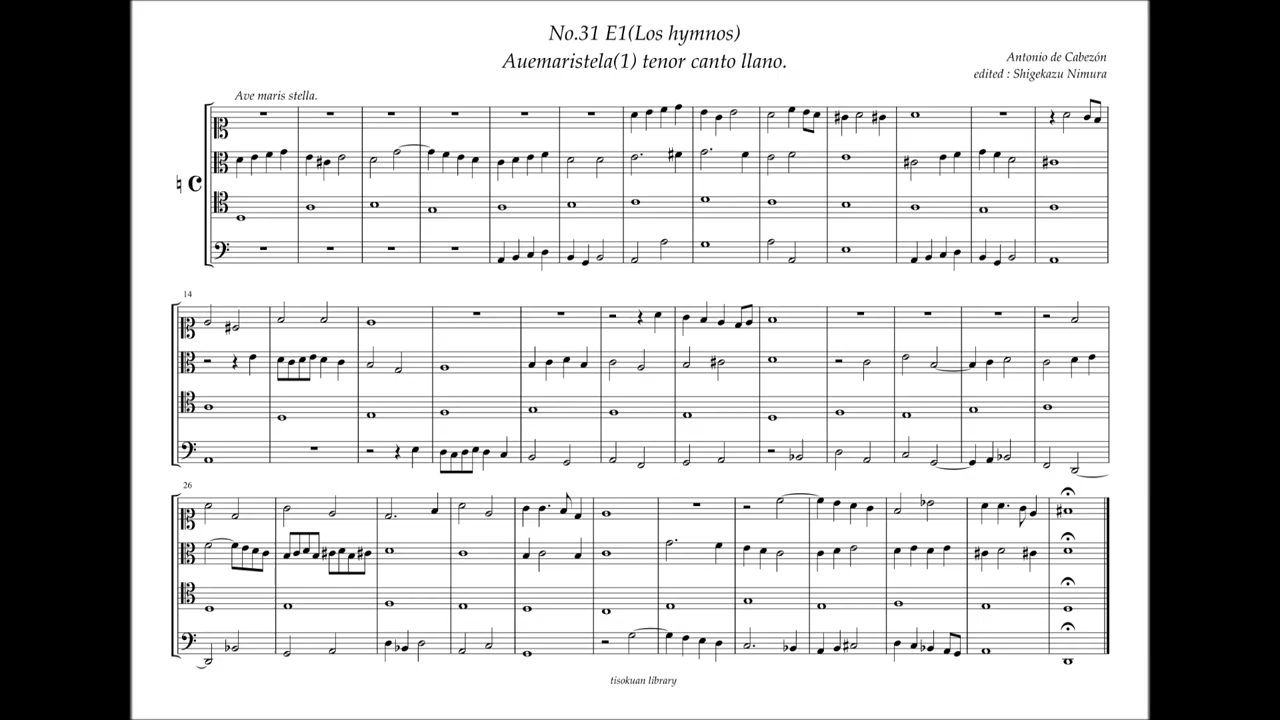 No.31 E1(Los hymnos)
Auemaristela(1) tenor canto llano.
Antonio de Cabezón
edited : Shigekazu Nimura
Ave maris stella.
14
26
tisokuan library